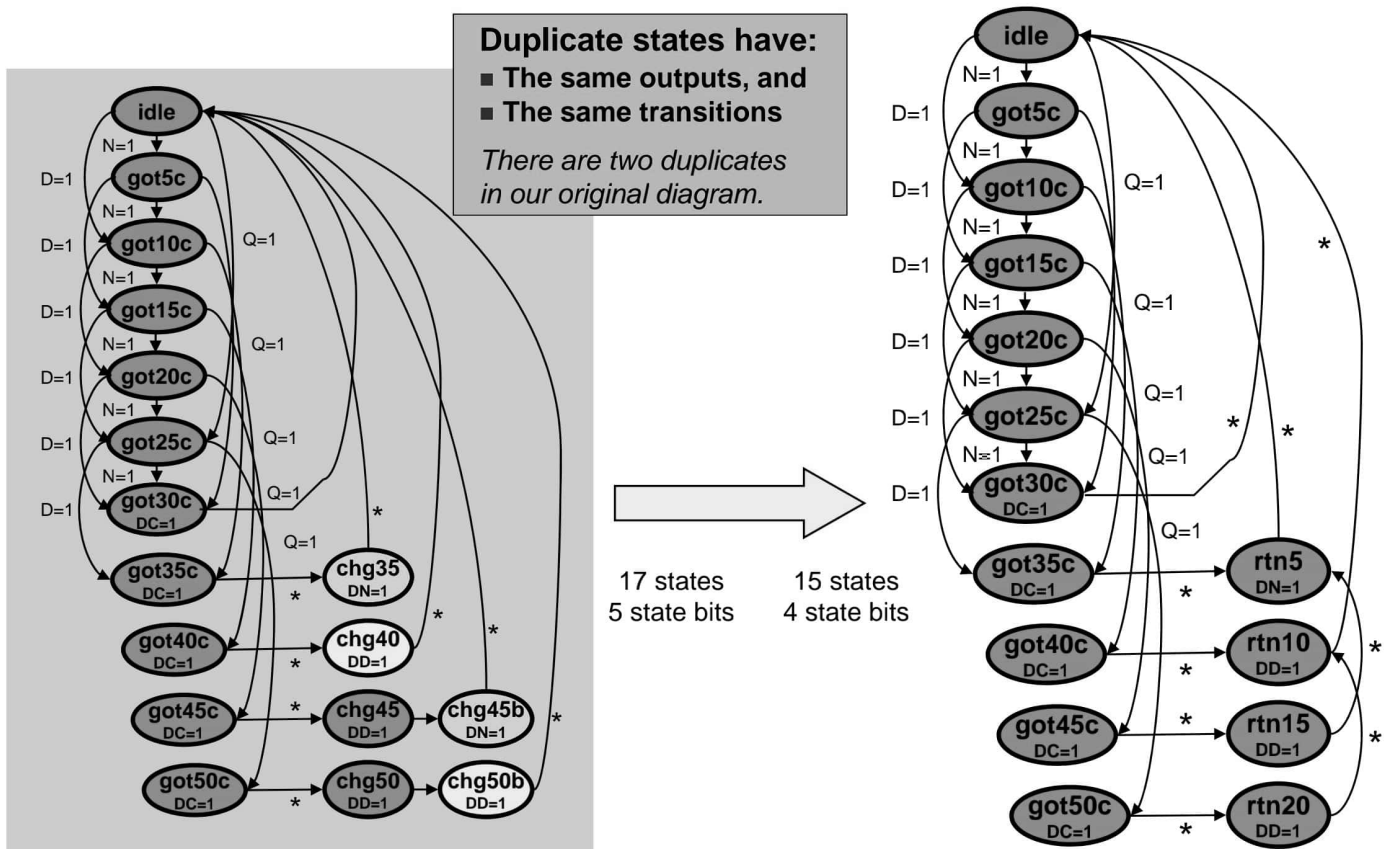 Duplicate states have:
■ The same outputs, and
■ The same transitions
There are two duplicates
in our original diagram.
idle
N=1
got5c
D=1
N=1
got10c
D=1
Q=1
N=1
got15c
D=1
N=1
Q=1
got20c
D=1
N=1
got25c
D=1
Q=1
N=1
got30c
DC=1
D=1
Q=1
*
Q=1
got35c
DC=1
*
chg35
DN=1
*
got40c
DC=1
*
chg40
DD=1
*
got45c
DC=1
*
chg45
DD=1
chg45b
DN=1
*
got50c
DC=1
*
chg50
DD=1
chg50b
DD=1
17 states
5 state bits
15 states
4 state bits
idle
N=1
got5c
D=1
N=1
got10c
D=1
Q=1
N=1
*
got15c
D=1
N=1
Q=1
got20c
D=1
N=1
Q=1
got25c
D=1
*
*
N=1
Q=1
got30c
DC=1
D=1
Q=1
got35c
DC=1
*
rtn5
DN=1
got40c
DC=1
*
rtn10
DD=1
*
got45c
DC=1
*
rtn15
DD=1
*
got50c
DC=1
*
rtn20
DD=1